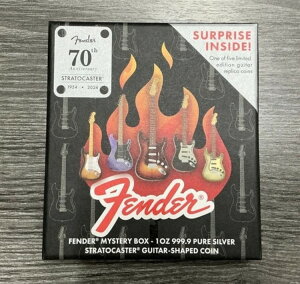 Fender
70th
Anniversary
STRATOCASTER
1954 - 2024
SURPRISE
INSIDE!
One of five limited
edition guitar
replica coins
Fender
FENDER® MYSTERY BOX - 1OZ 999.9 PURE SILVER
STRATOCASTER® GUITAR-SHAPED COIN